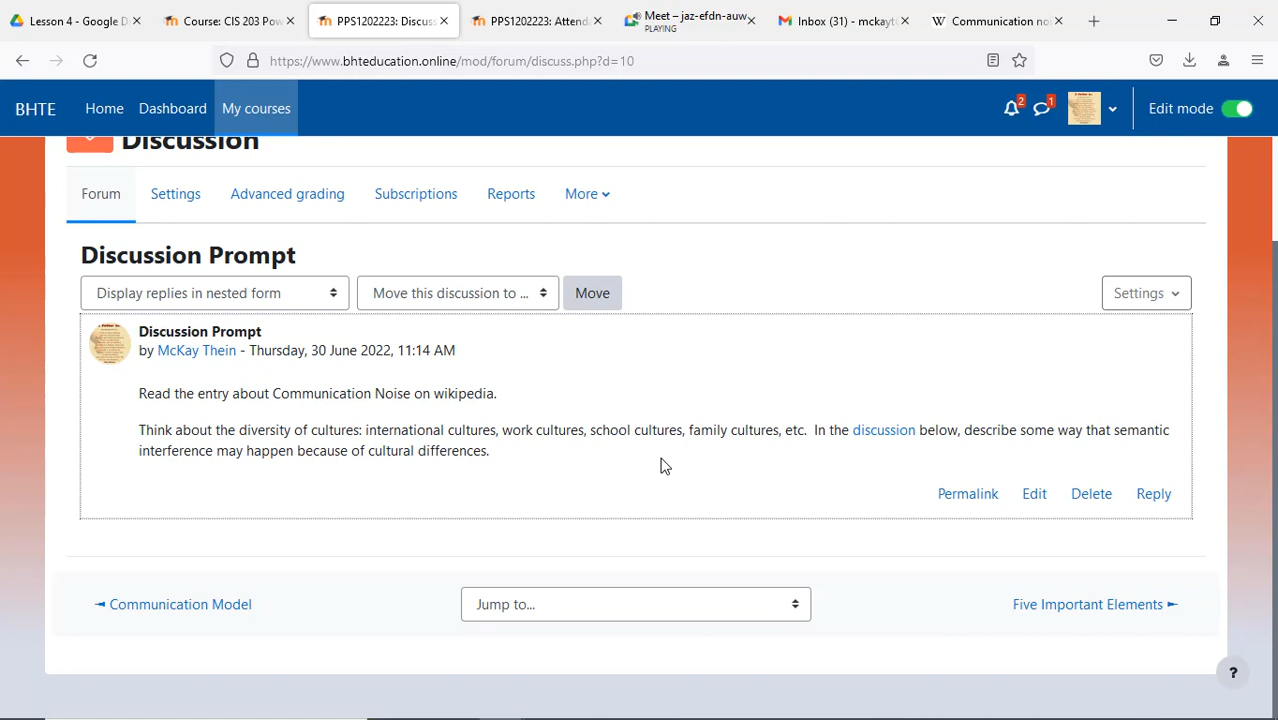 Lesson 4 - Google D
Course: CIS 203 Pow
PPS1202223: Discus
PPS1202223: Attend
Meet – jaz-efdn-auw
PLAYING
Inbox (31) - mckayt
Communication noi
https://www.bhteducation.online/mod/forum/discuss.php?d=10
BHTE
Home
Dashboard
My courses
2
1
Edit mode
Discussion
Forum
Settings
Advanced grading
Subscriptions
Reports
More
Discussion Prompt
Display replies in nested form
Move this discussion to ...
Move
Settings
Discussion Prompt
by McKay Thein - Thursday, 30 June 2022, 11:14 AM
Read the entry about Communication Noise on wikipedia.
Think about the diversity of cultures: international cultures, work cultures, school cultures, family cultures, etc. In the discussion below, describe some way that semantic
interference may happen because of cultural differences.
Permalink
Edit
Delete
Reply
◄ Communication Model
Jump to...
Five Important Elements ►
?